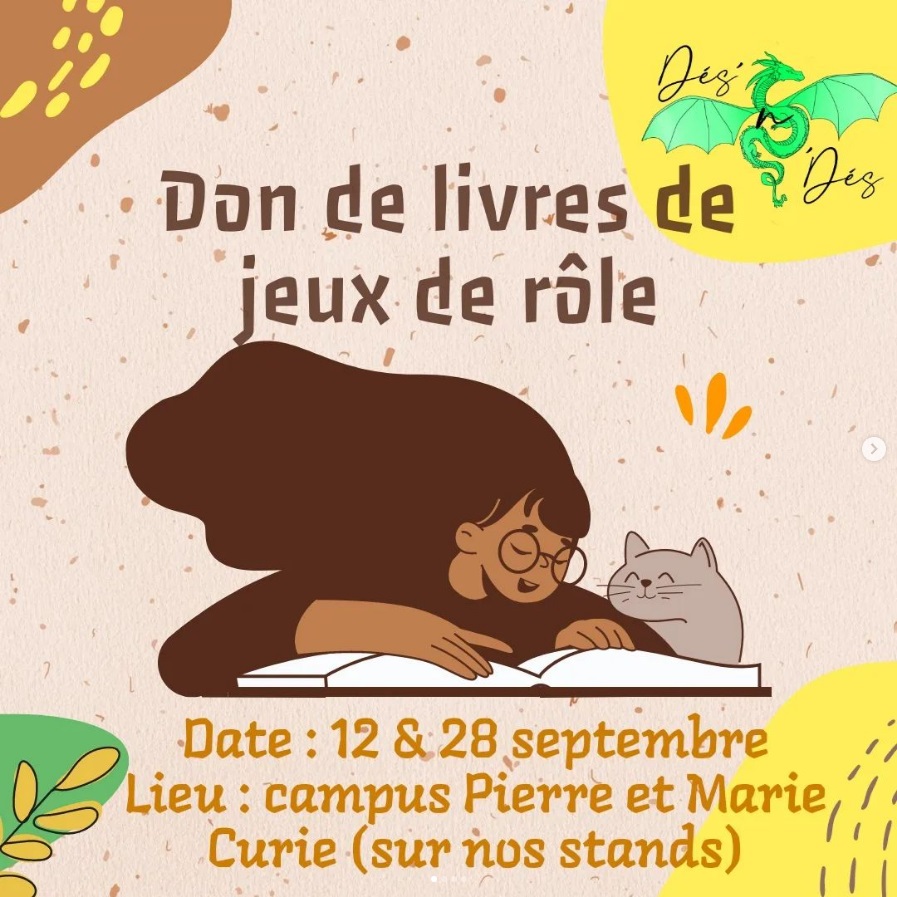 Dés'
n
'Dés
Don de livres de
jeux de rôle
Date : 12 & 28 septembre
Lieu : campus Pierre et Marie
Curie (sur nos stands)